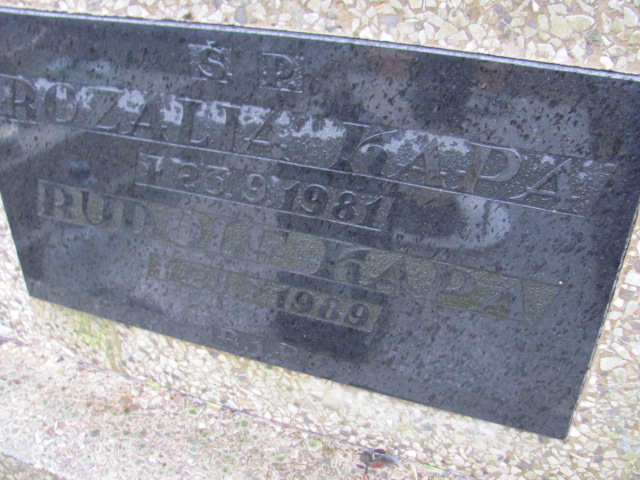 S P
ROZALIA KAPA
† 23.9.1981
RUDOLF KAPA
1989